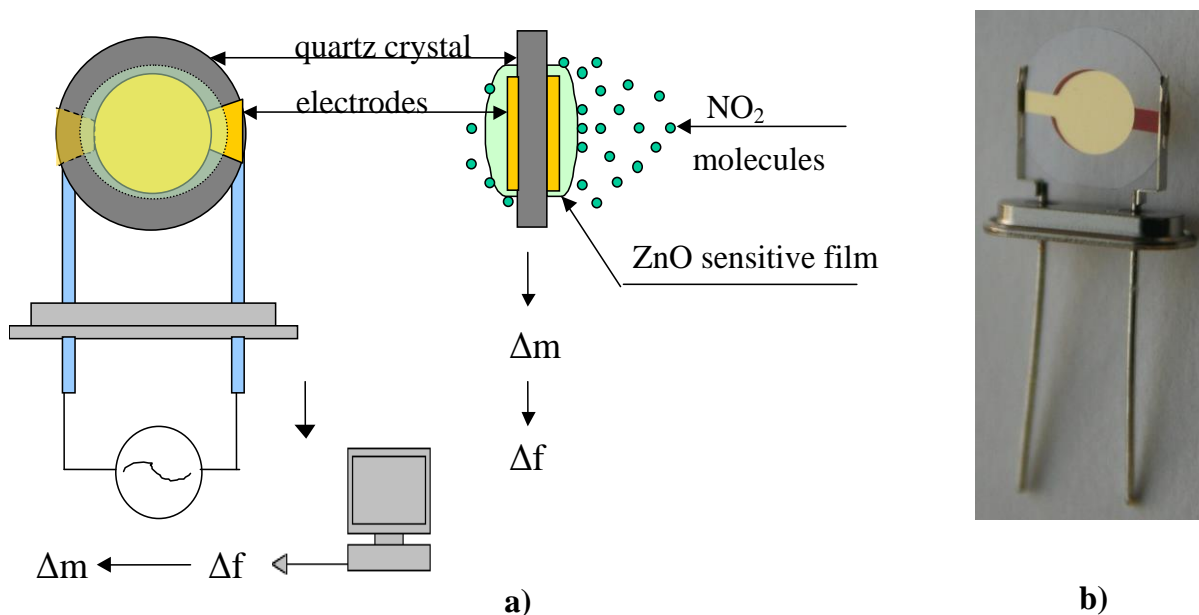 quartz crystal
electrodes
NO₂
molecules
ZnO sensitive film
Δm
Δf
Δm
Δf
a)
b)